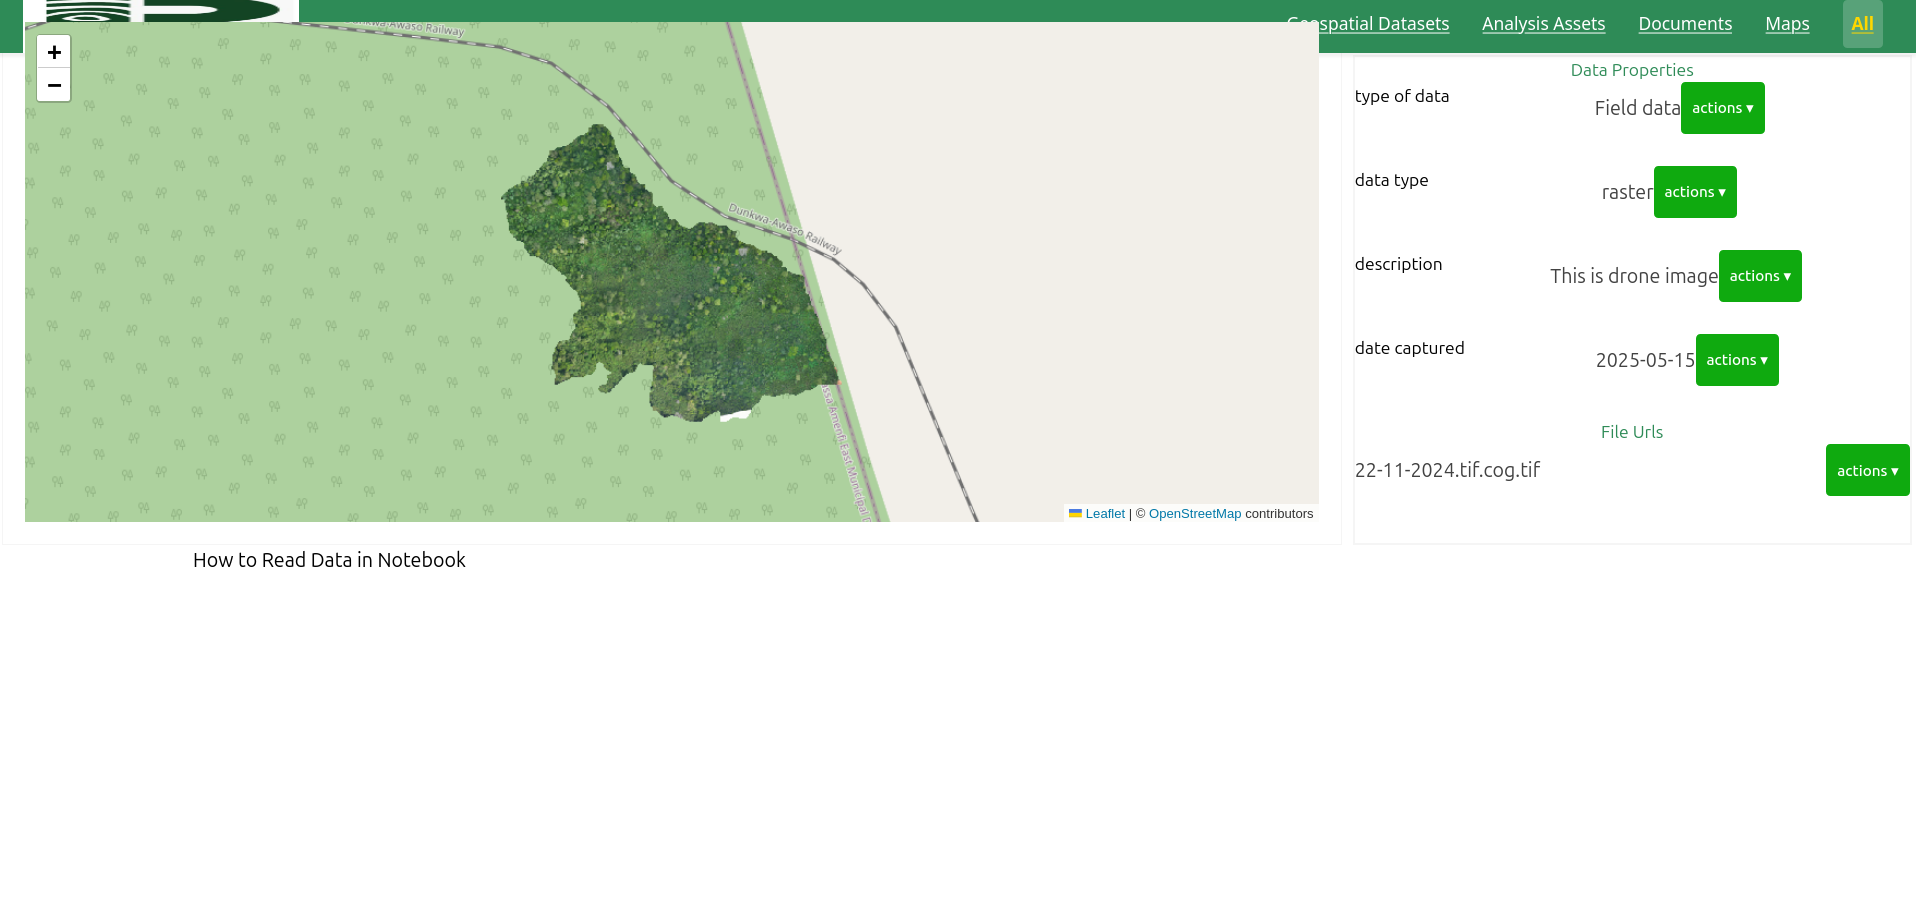 Geospatial Datasets
Analysis Assets
Documents
Maps
All
Dunkwa-Awaso Railway
+
−
Dunkwa-Awaso Railway
Amenfi East Municipal
Leaflet | © OpenStreetMap contributors
Data Properties
type of data
Field data
actions ▾
data type
raster
actions ▾
description
This is drone image
actions ▾
date captured
2025-05-15
actions ▾
File Urls
22-11-2024.tif.cog.tif
actions ▾
How to Read Data in Notebook